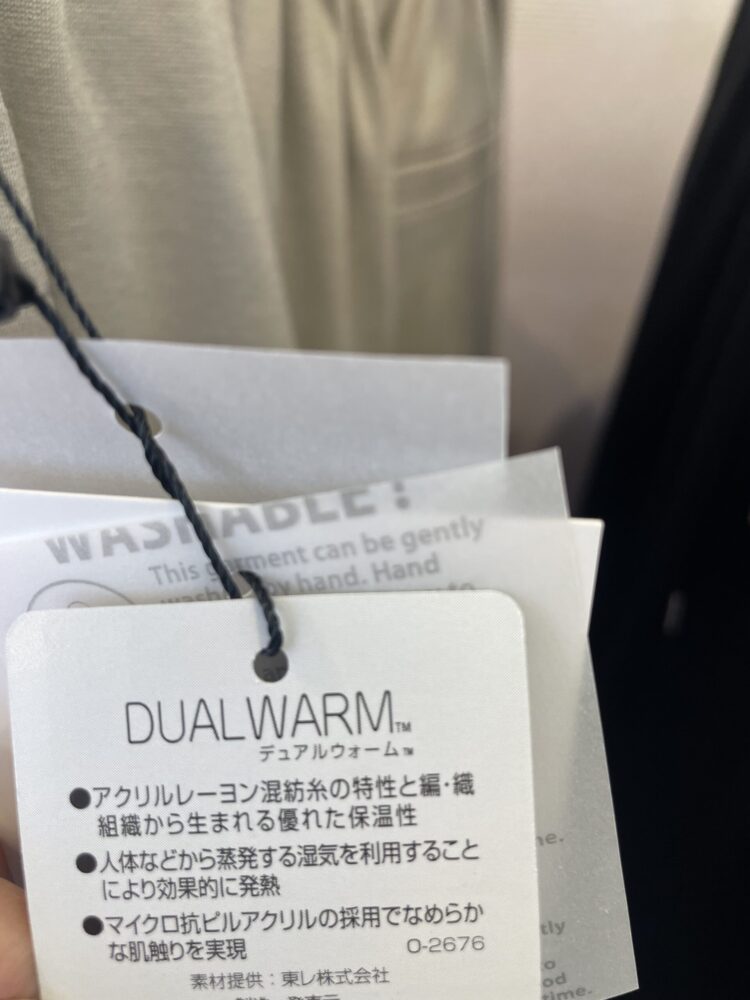 WASHABLE!
This garment can be gently
by hand. Hand
to
DUALWARM™
デュアルウォーム™
●アクリルレーヨン混紡糸の特性と編・織
組織から生まれる優れた保温性
●人体などから蒸発する湿気を利用すること
により効果的に発熱
●マイクロ抗ピルアクリルの採用でなめらか
な肌触りを実現 0-2676
素材提供：東レ株式会社